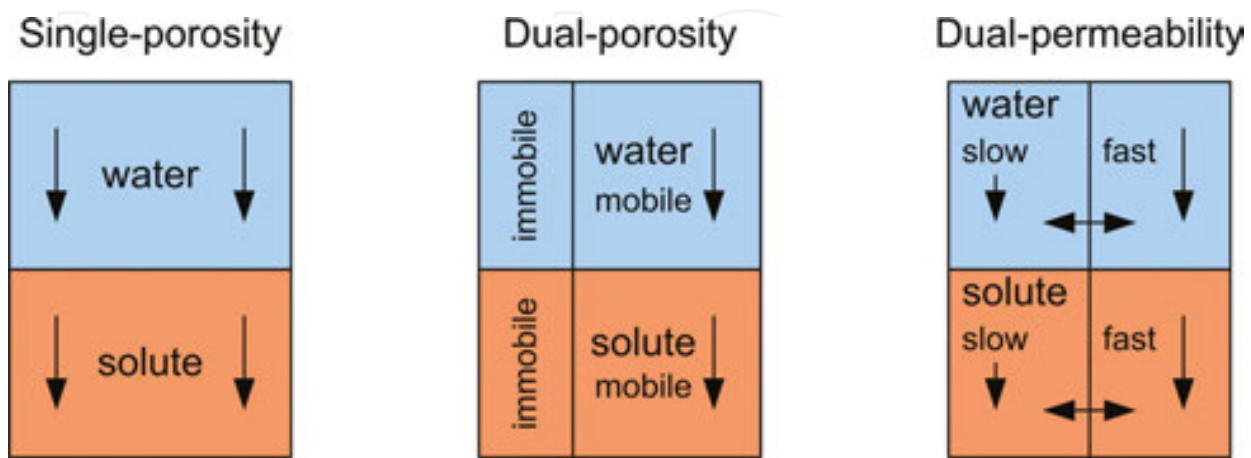 Single-porosity
water
solute
Dual-porosity
immobile
water
mobile
immobile
solute
mobile
Dual-permeability
water
slow
fast
solute
slow
fast